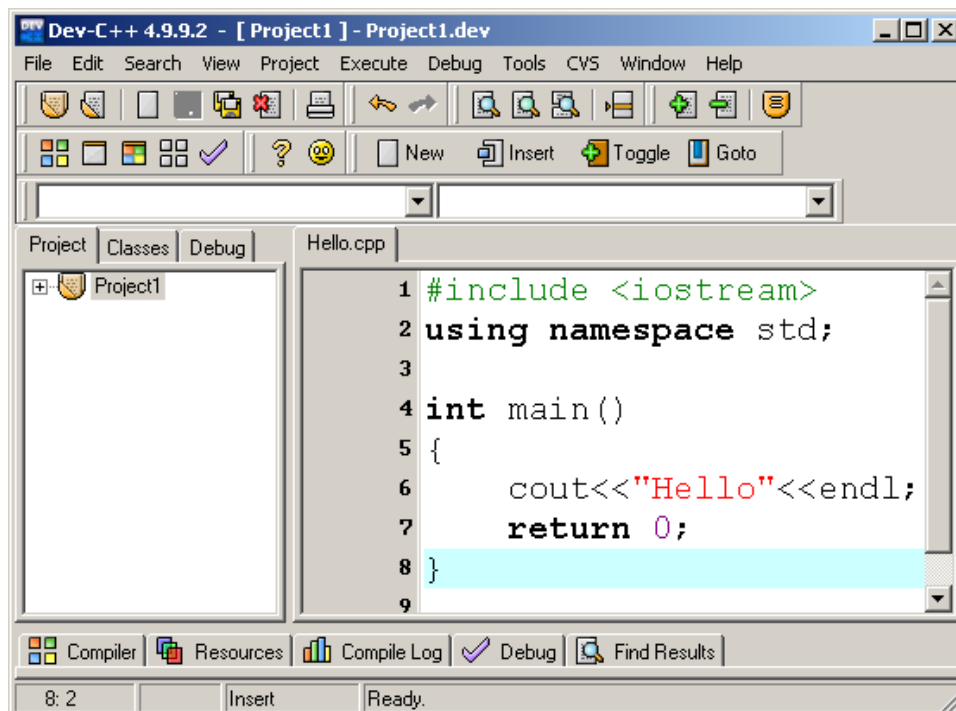 Dev-C++ 4.9.9.2 - [ Project1 ] - Project1.dev
File Edit Search View Project Execute Debug Tools CVS Window Help
New Insert Toggle Goto
Project Classes Debug Hello.cpp
Project1
1 #include <iostream>
2 using namespace std;
3
4 int main()
5 {
6 cout<<"Hello"<<endl;
7 return 0;
8 }
9
Compiler Resources Compile Log Debug Find Results
8: 2 Insert Ready.